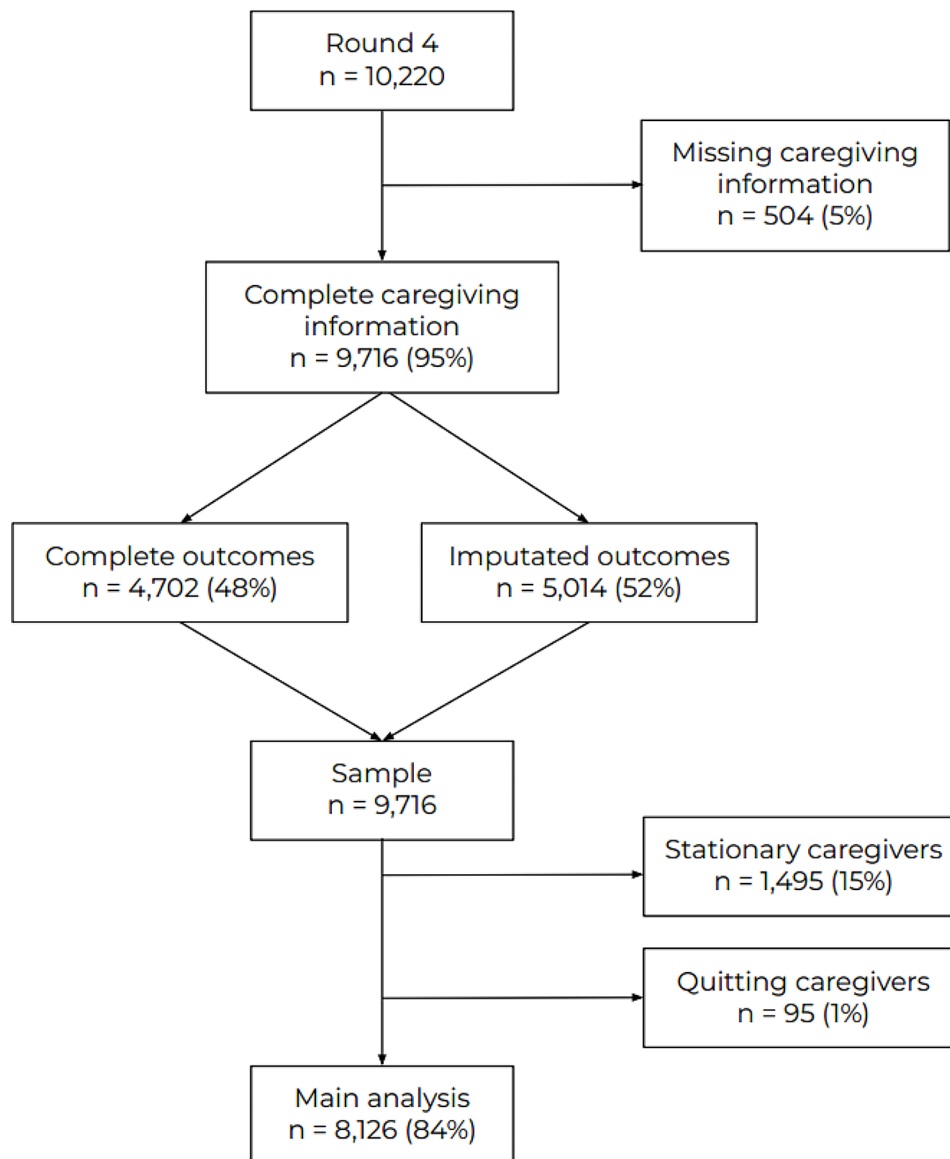 Round 4
n = 10,220
Missing caregiving
information
n = 504 (5%)
Complete caregiving
information
n = 9,716 (95%)
Complete outcomes
n = 4,702 (48%)
Imputated outcomes
n = 5,014 (52%)
Sample
n = 9,716
Stationary caregivers
n = 1,495 (15%)
Quitting caregivers
n = 95 (1%)
Main analysis
n = 8,126 (84%)